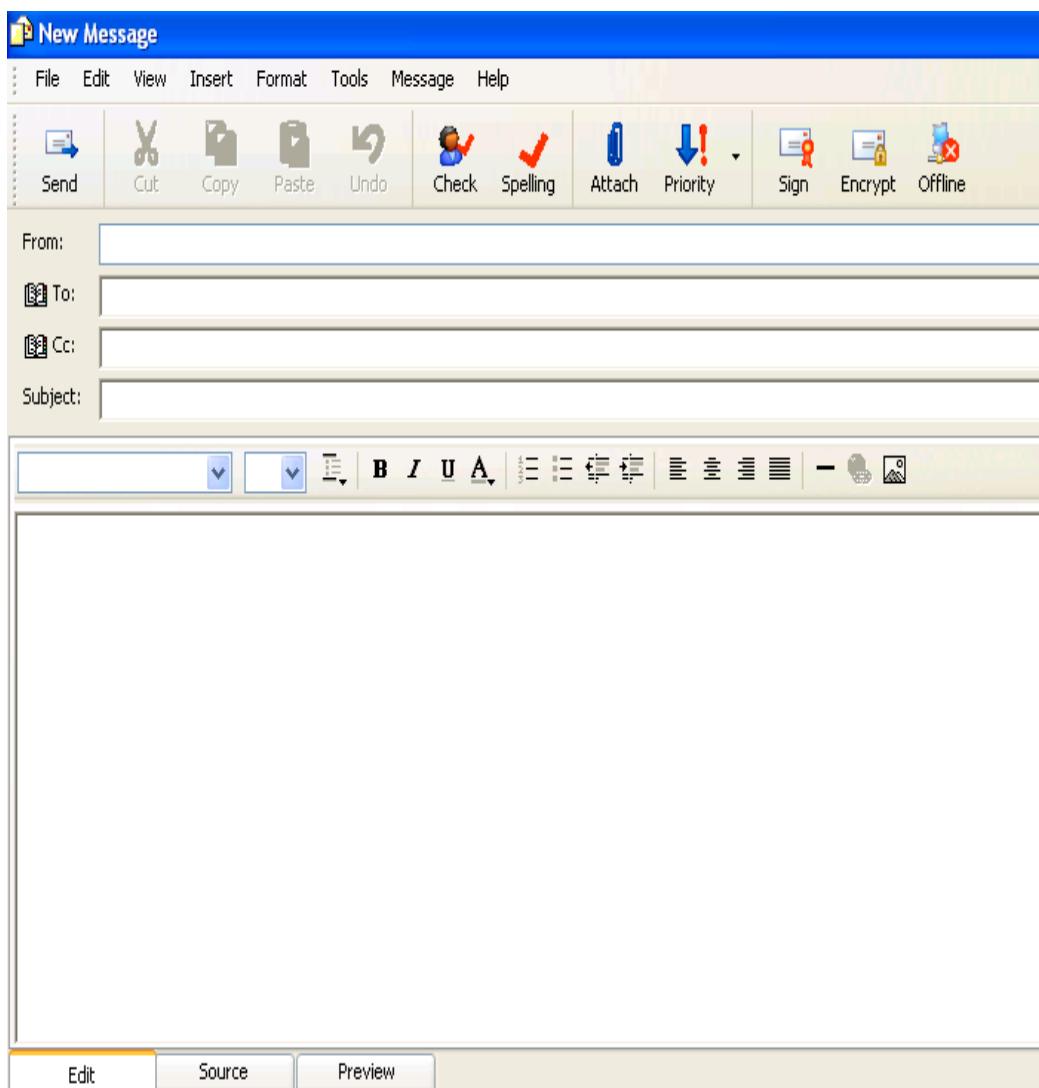 New Message
File Edit View Insert Format Tools Message Help
Send Cut Copy Paste Undo Check Spelling Attach Priority Sign Encrypt Offline
From:
To:
Cc:
Subject:
B I U A
Edit Source Preview